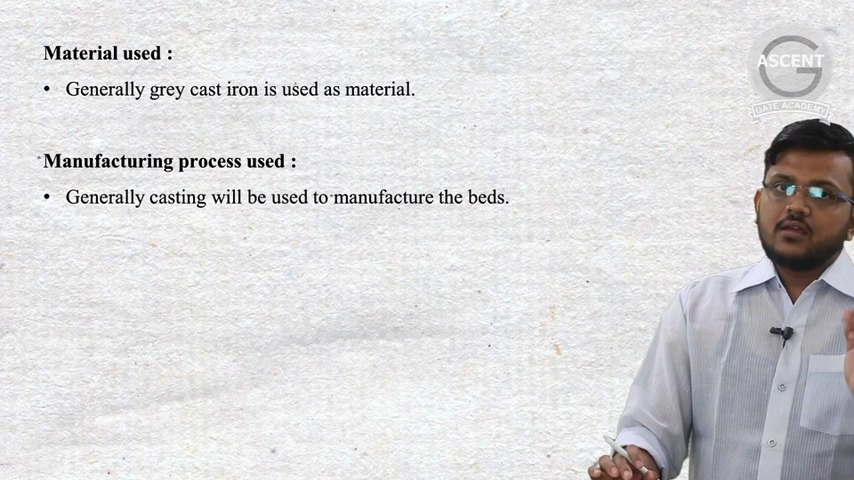 Material used :
• Generally grey cast iron is used as material.
Manufacturing process used :
• Generally casting will be used to manufacture the beds.
ASCENT
GATE ACADEMY